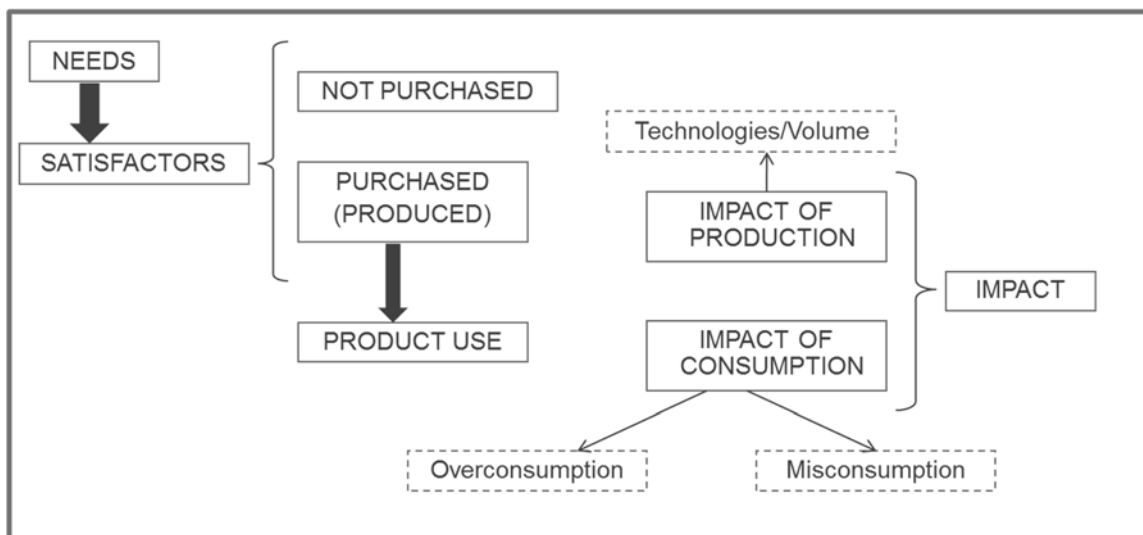 NEEDS
SATISFACTORS
NOT PURCHASED
PURCHASED
(PRODUCED)
PRODUCT USE
Technologies/Volume
IMPACT OF
PRODUCTION
IMPACT OF
CONSUMPTION
IMPACT
Overconsumption
Misconsumption